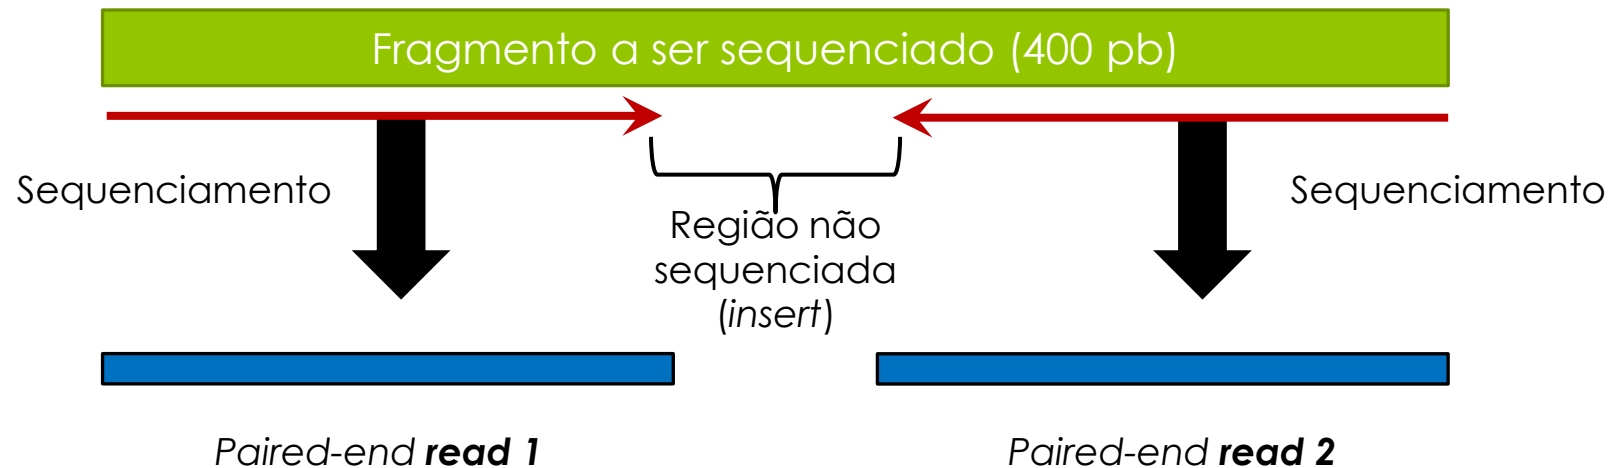 Fragmento a ser sequenciado (400 pb)
Sequenciamento
Sequenciamento
Região não
sequenciada
(insert)
Paired-end read 1
Paired-end read 2